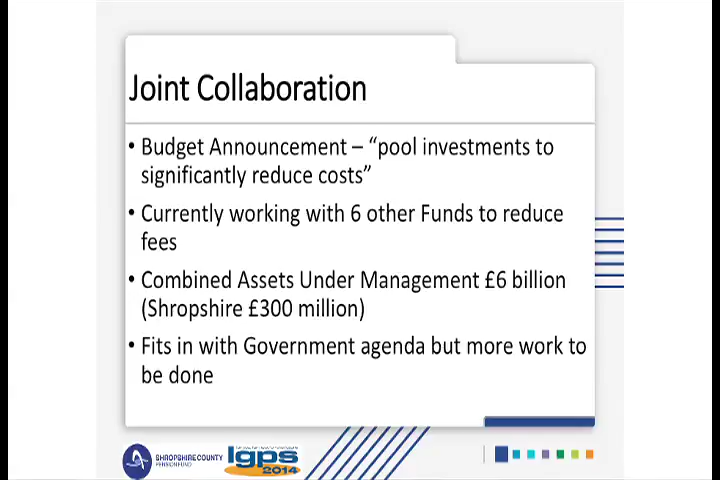 Joint Collaboration
• Budget Announcement – “pool investments to
significantly reduce costs”
• Currently working with 6 other Funds to reduce
fees
• Combined Assets Under Management £6 billion
(Shropshire £300 million)
• Fits in with Government agenda but more work to
be done
SHROPSHIRE COUNTY
PENSION FUND
lgps
2014